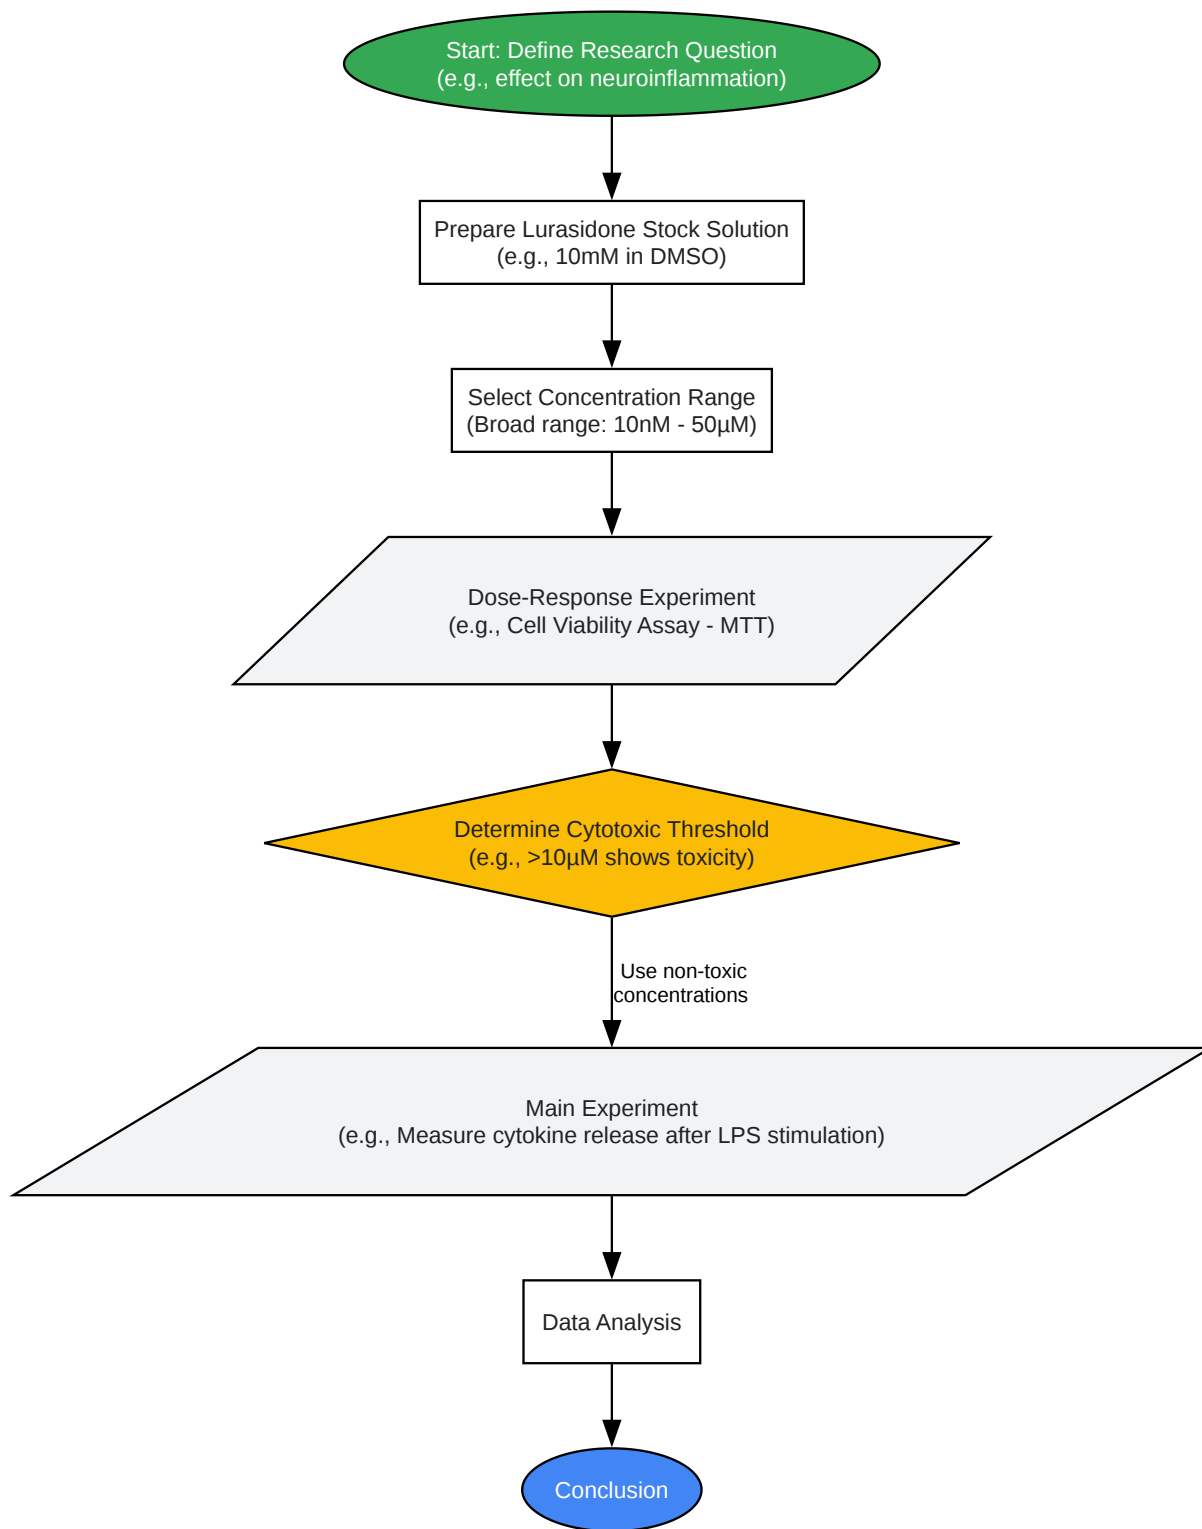 Start: Define Research Question
(e.g., effect on neuroinflammation)
Prepare Lurasidone Stock Solution
(e.g., 10mM in DMSO)
Select Concentration Range
(Broad range: 10nM - 50µM)
Dose-Response Experiment
(e.g., Cell Viability Assay - MTT)
Determine Cytotoxic Threshold
(e.g., >10µM shows toxicity)
Use non-toxic
concentrations
Main Experiment
(e.g., Measure cytokine release after LPS stimulation)
Data Analysis
Conclusion